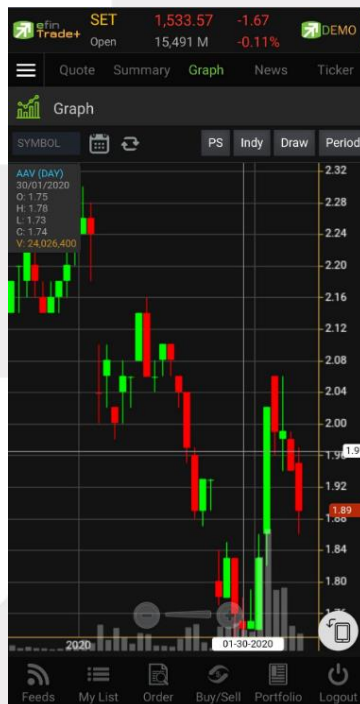 efin Trade+ SET 1,533.57 -1.67 DEMO
Open 15,491 M -0.11%
Quote Summary Graph News Ticker
Graph
SYMBOL PS Indy Draw Period
AAV (DAY)
30/01/2020
O: 1.75
H: 1.78
L: 1.73
C: 1.74
V: 24,026,400
2.32
2.28
2.24
2.20
2.16
2.12
2.08
2.04
2.00
1.96
1.9
1.92
1.89
1.88
1.84
1.80
1.76
2020 01-30-2020
Feeds My List Order Buy/Sell Portfolio Logout